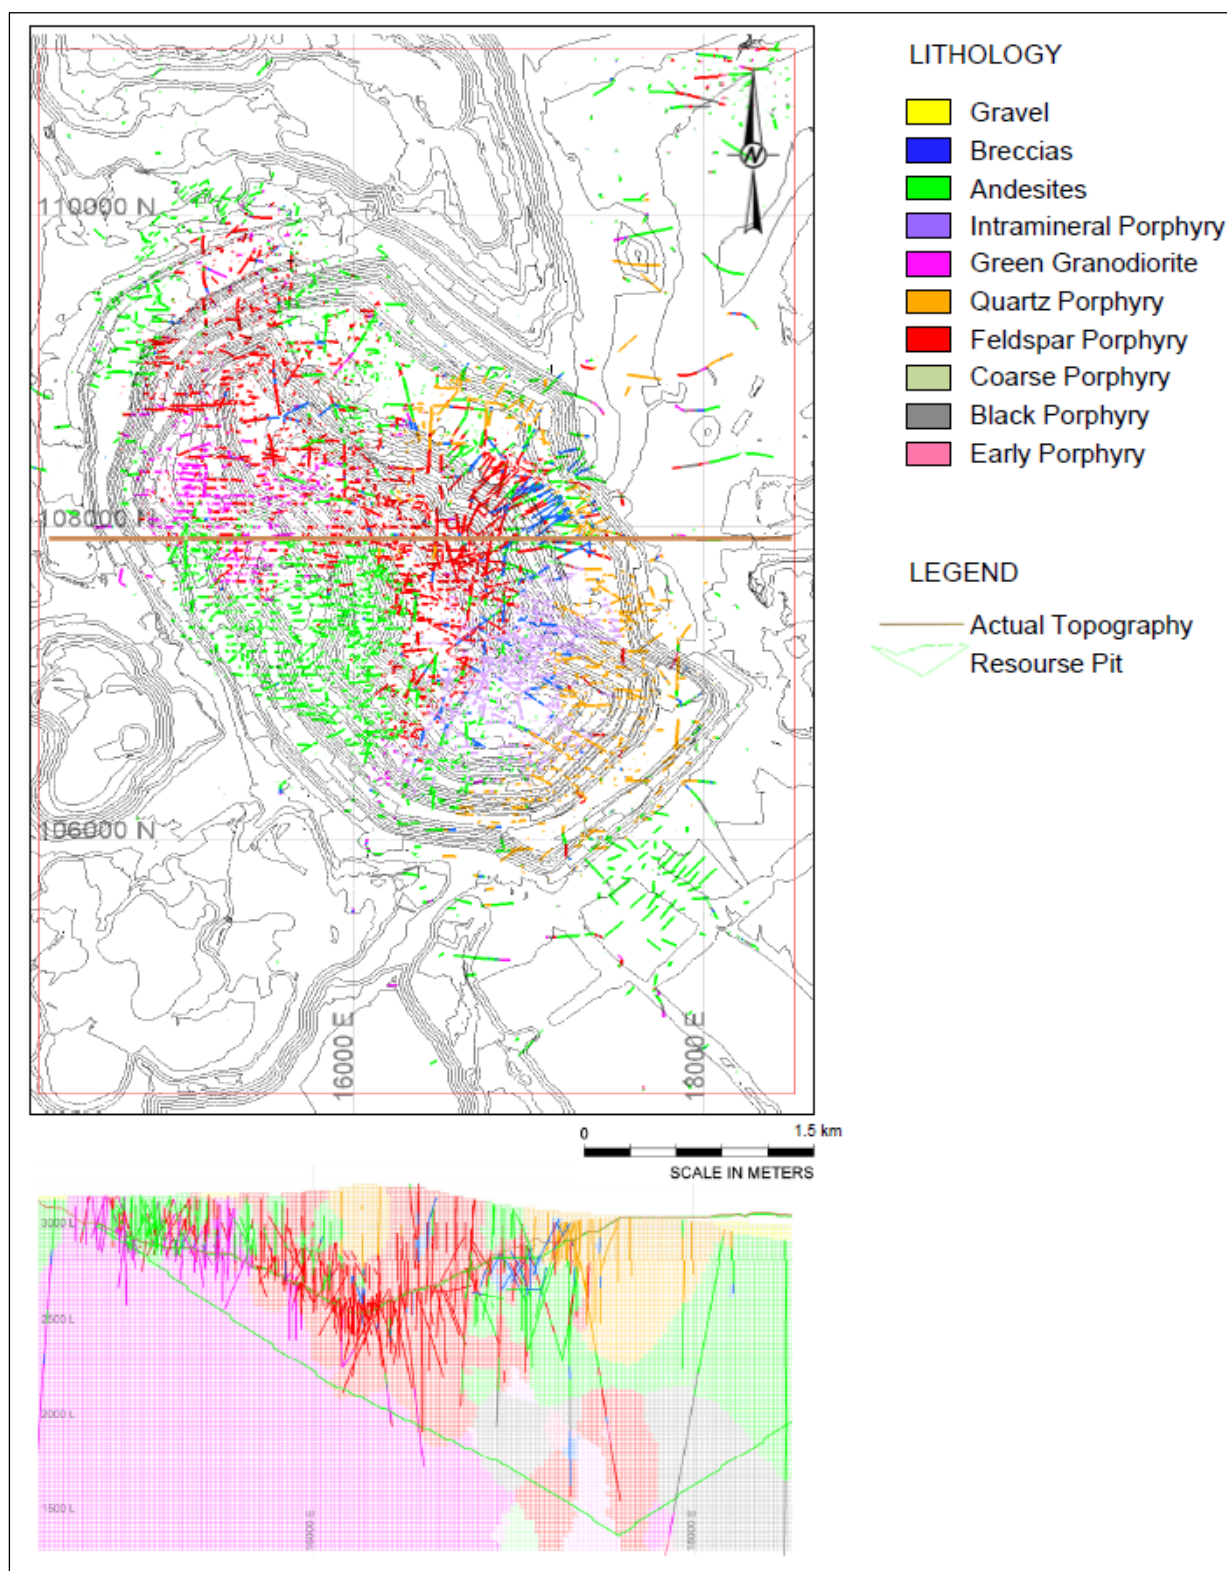 LITHOLOGY
Gravel
Breccias
Andesites
Intramineral Porphyry
Green Granodiorite
Quartz Porphyry
Feldspar Porphyry
Coarse Porphyry
Black Porphyry
Early Porphyry
LEGEND
Actual Topography
Resourse Pit
N
110000 N
108000 N
106000 N
16000 E
18000 E
0 1.5 km
SCALE IN METERS
3000 L
2500 L
2000 L
1500 L
16000 E
18000 E